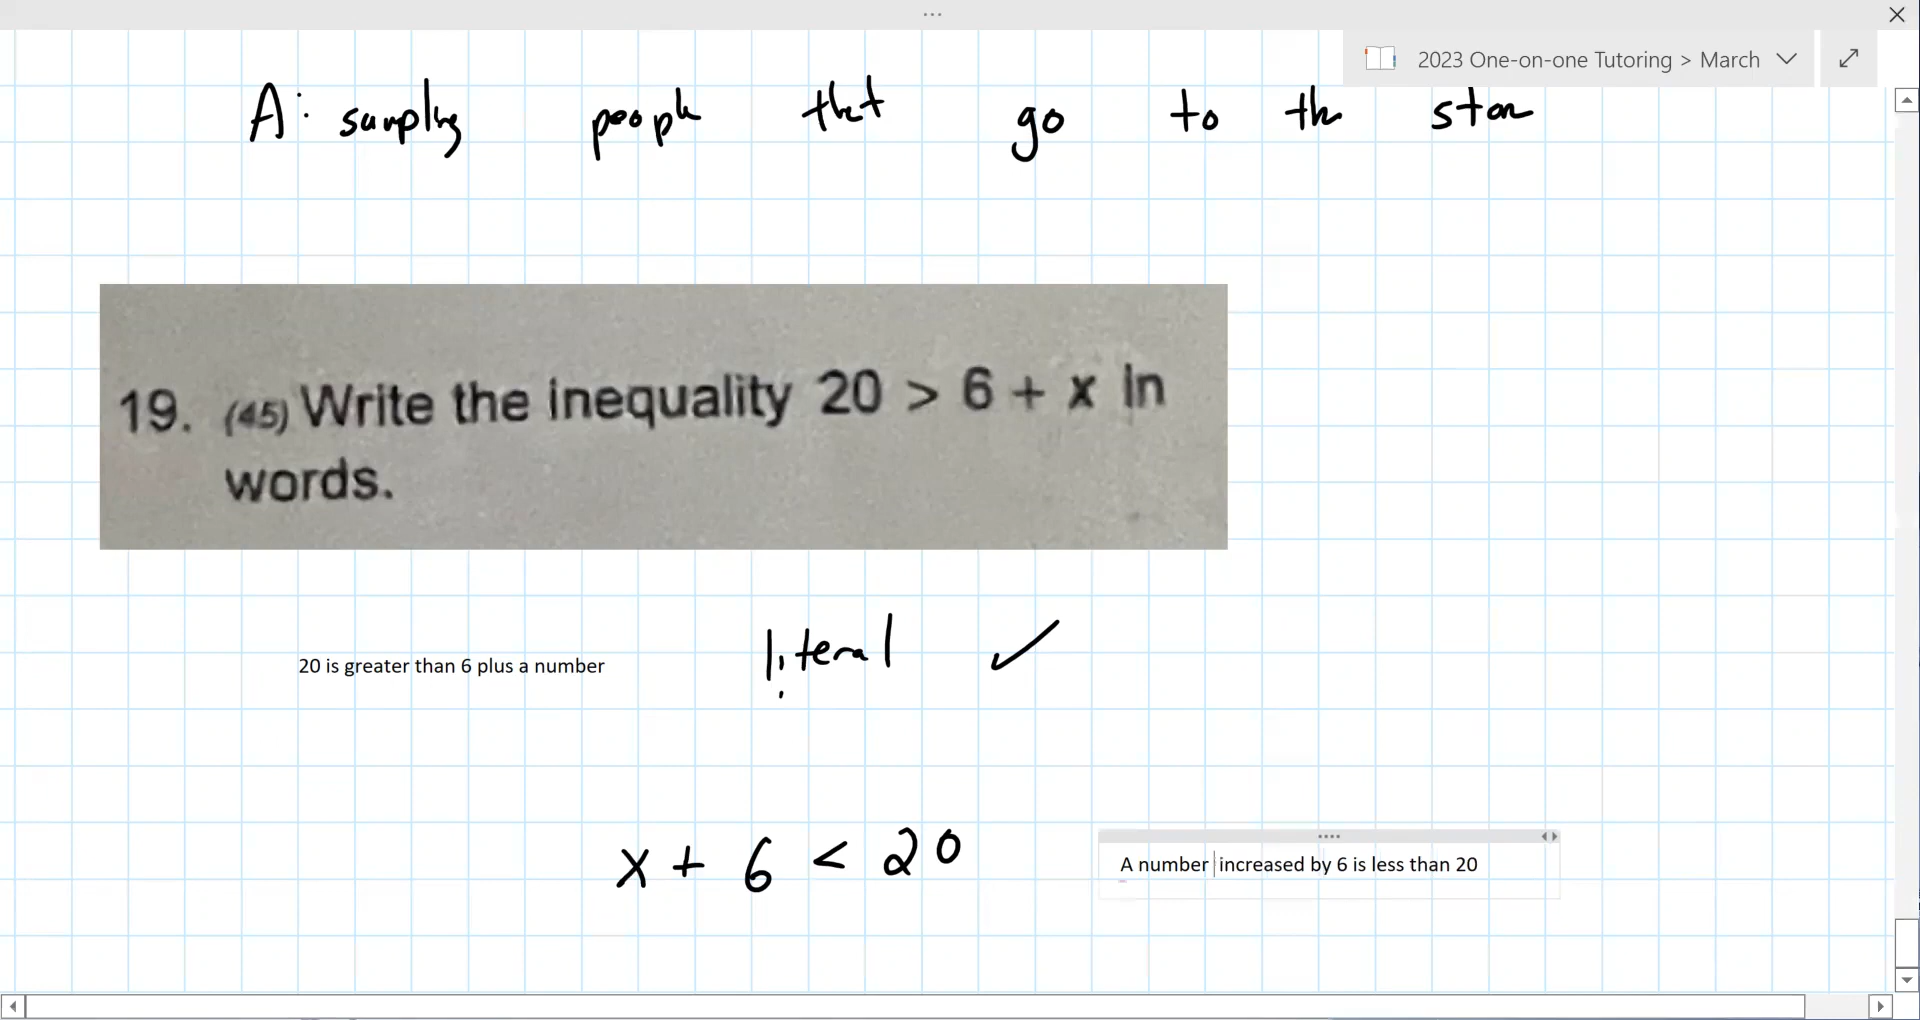 2023 One-on-one Tutoring > March
A: sampling people that go to the store
19. (45) Write the inequality 20 > 6 + x in
words.
20 is greater than 6 plus a number
literal ✓
x + 6 < 20
A number increased by 6 is less than 20